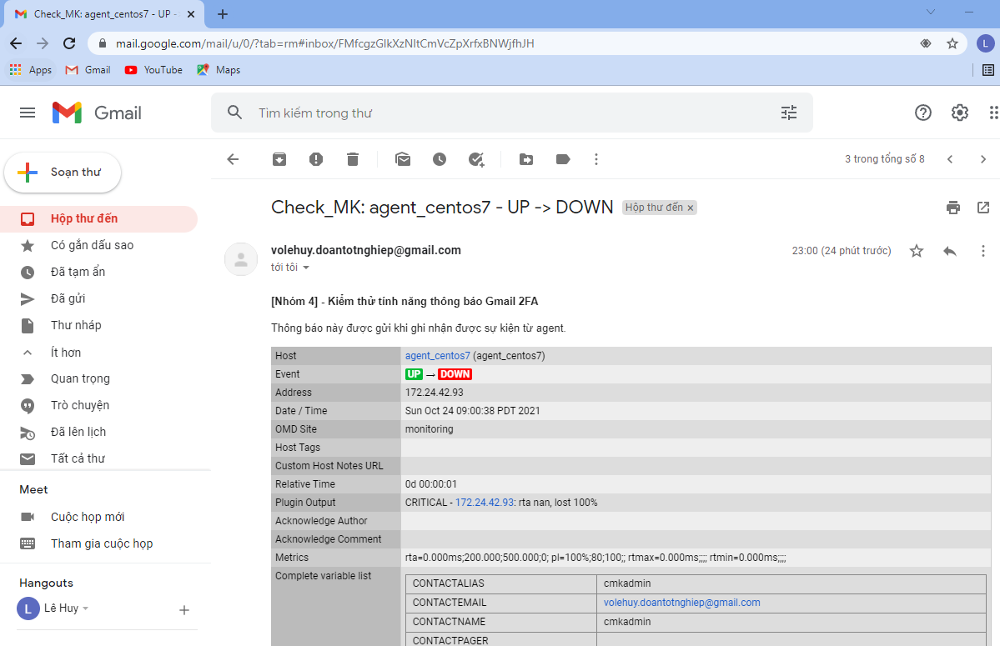 Check_MK: agent_centos7 - UP -
mail.google.com/mail/u/0/?tab=rm#inbox/FMfcgzGlkXzNltCmVcZpXrfxBNWjfhJH
L
Apps Gmail YouTube Maps
Gmail
Tìm kiếm trong thư
Soạn thư
3 trong tổng số 8
Hộp thư đến
Có gắn dấu sao
Đã tạm ẩn
Đã gửi
Thư nháp
Ít hơn
Quan trọng
Trò chuyện
Đã lên lịch
Tất cả thư
Meet
Cuộc họp mới
Tham gia cuộc họp
Hangouts
L Lê Huy
Check_MK: agent_centos7 - UP -> DOWN Hộp thư đến x
volehuy.doantotnghiep@gmail.com 23:00 (24 phút trước)
tới tôi
[Nhóm 4] - Kiểm thử tính năng thông báo Gmail 2FA
Thông báo này được gửi khi ghi nhận được sự kiện từ agent.
Host agent_centos7 (agent_centos7)
Event UP → DOWN
Address 172.24.42.93
Date / Time Sun Oct 24 09:00:38 PDT 2021
OMD Site monitoring
Host Tags
Custom Host Notes URL
Relative Time 0d 00:00:01
Plugin Output CRITICAL - 172.24.42.93: rta nan, lost 100%
Acknowledge Author
Acknowledge Comment
Metrics rta=0.000ms;200.000;500.000;0; pl=100%;80;100;; rtmax=0.000ms;;;; rtmin=0.000ms;;;;
Complete variable list CONTACTALIAS cmkadmin
CONTACTEMAIL volehuy.doantotnghiep@gmail.com
CONTACTNAME cmkadmin
CONTACTPAGER